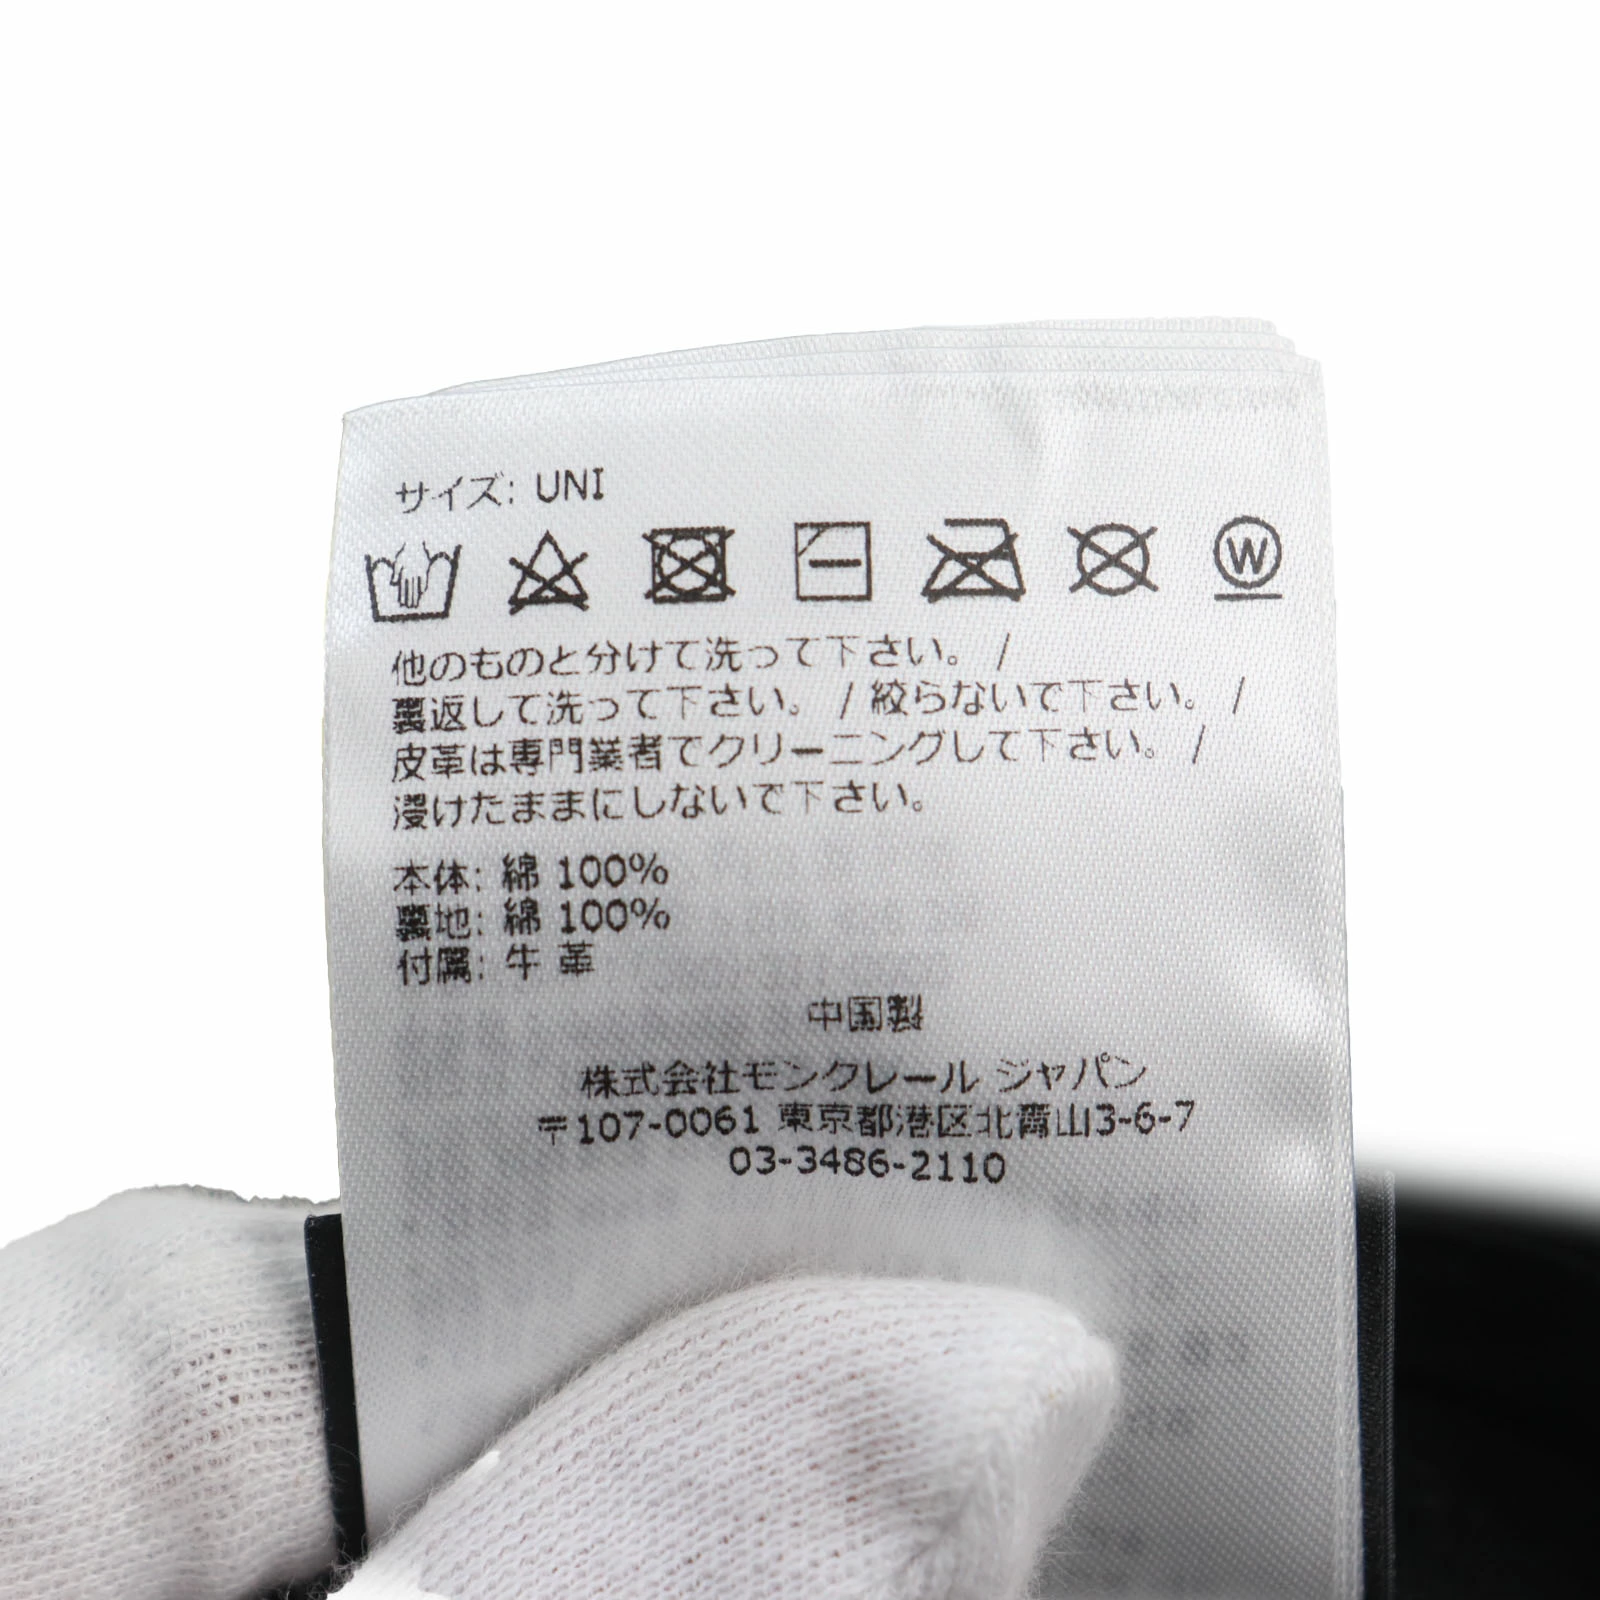 サイズ: UNI
W
他のものと分けて洗って下さい。 /
裏返して洗って下さい。 / 絞らないで下さい。 /
皮革は専門業者でクリーニングして下さい。 /
浸けたままにしないで下さい。
本体: 綿 100%
裏地: 綿 100%
付属: 牛 革
中国製
株式会社モンクレール ジャパン
〒107-0061 東京都港区北青山3-6-7
03-3486-2110